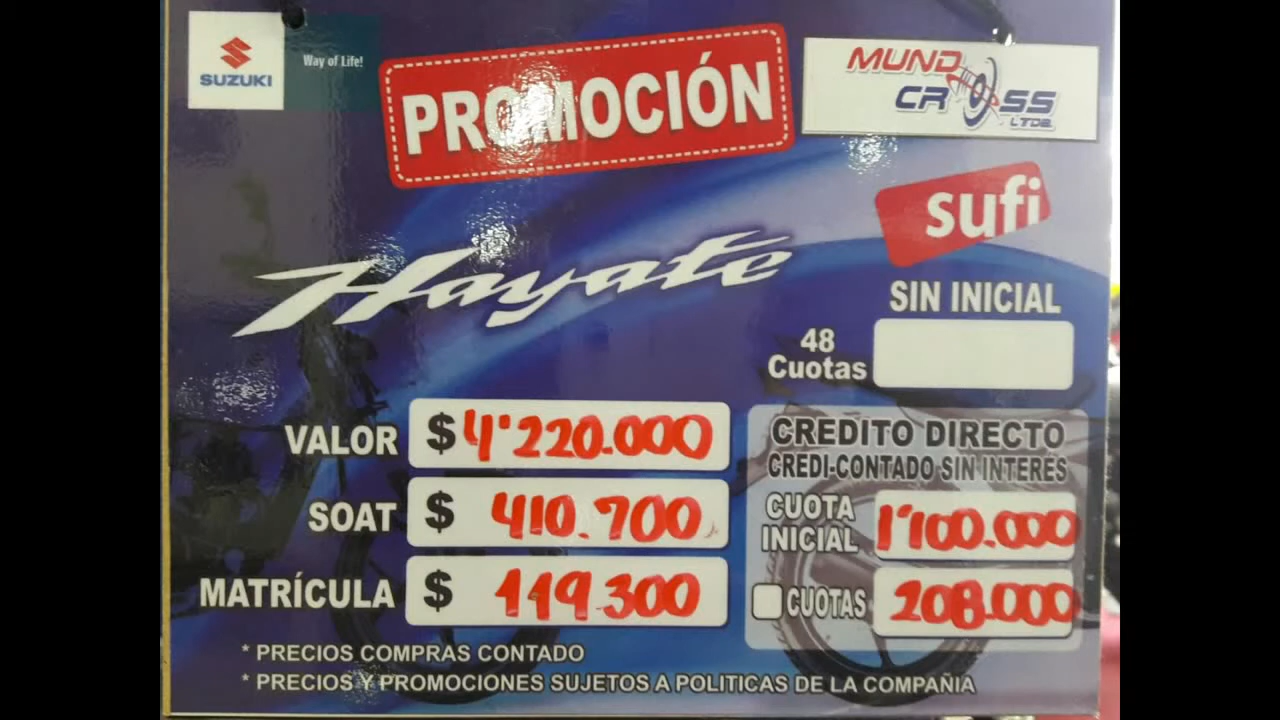 SUZUKI
Way of Life!
PROMOCIÓN
MUNDO
CROSS
LTDA.
sufi
Hayate
SIN INICIAL
48
Cuotas
VALOR $ 4'220.000
SOAT $ 410.700
MATRÍCULA $ 119.300
CREDITO DIRECTO
CREDI-CONTADO SIN INTERES
CUOTA
INICIAL 1'100.000
CUOTAS 208.000
* PRECIOS COMPRAS CONTADO
* PRECIOS Y PROMOCIONES SUJETOS A POLITICAS DE LA COMPAÑIA